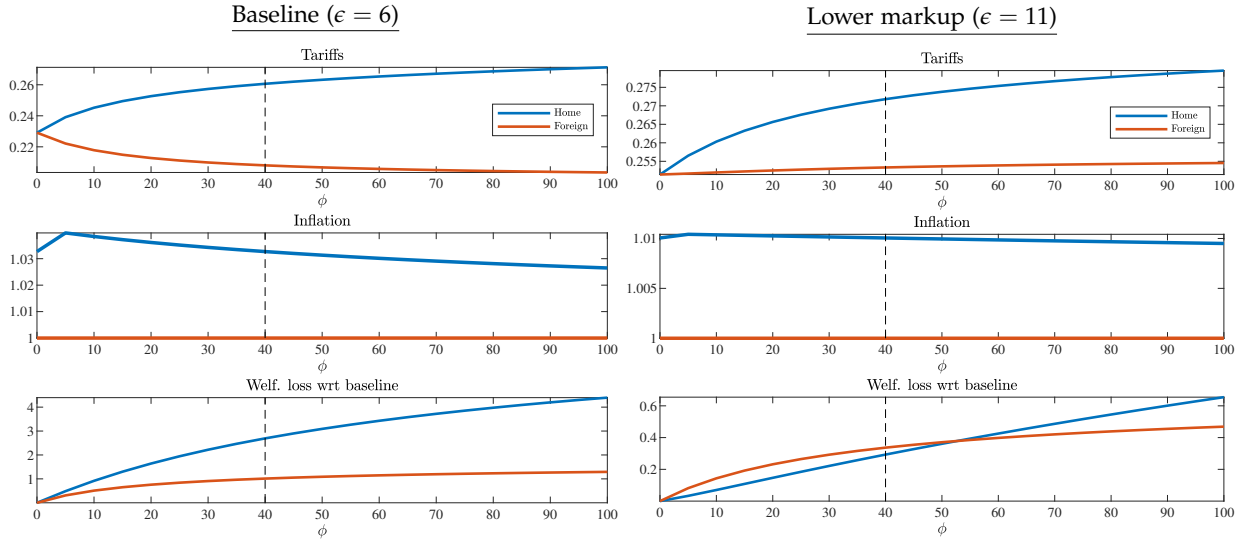 Baseline (ϵ = 6)
Tariffs
0.26
0.24
0.22
Home
Foreign
0 10 20 30 40 50 60 70 80 90 100
ϕ
Inflation
1.03
1.02
1.01
1
0 10 20 30 40 50 60 70 80 90 100
ϕ
Welf. loss wrt baseline
4
3
2
1
0 10 20 30 40 50 60 70 80 90 100
ϕ
Lower markup (ϵ = 11)
Tariffs
0.275
0.27
0.265
0.26
0.255
Home
Foreign
0 10 20 30 40 50 60 70 80 90 100
ϕ
Inflation
1.01
1.005
1
0 10 20 30 40 50 60 70 80 90 100
ϕ
Welf. loss wrt baseline
0.6
0.4
0.2
0 10 20 30 40 50 60 70 80 90 100
ϕ